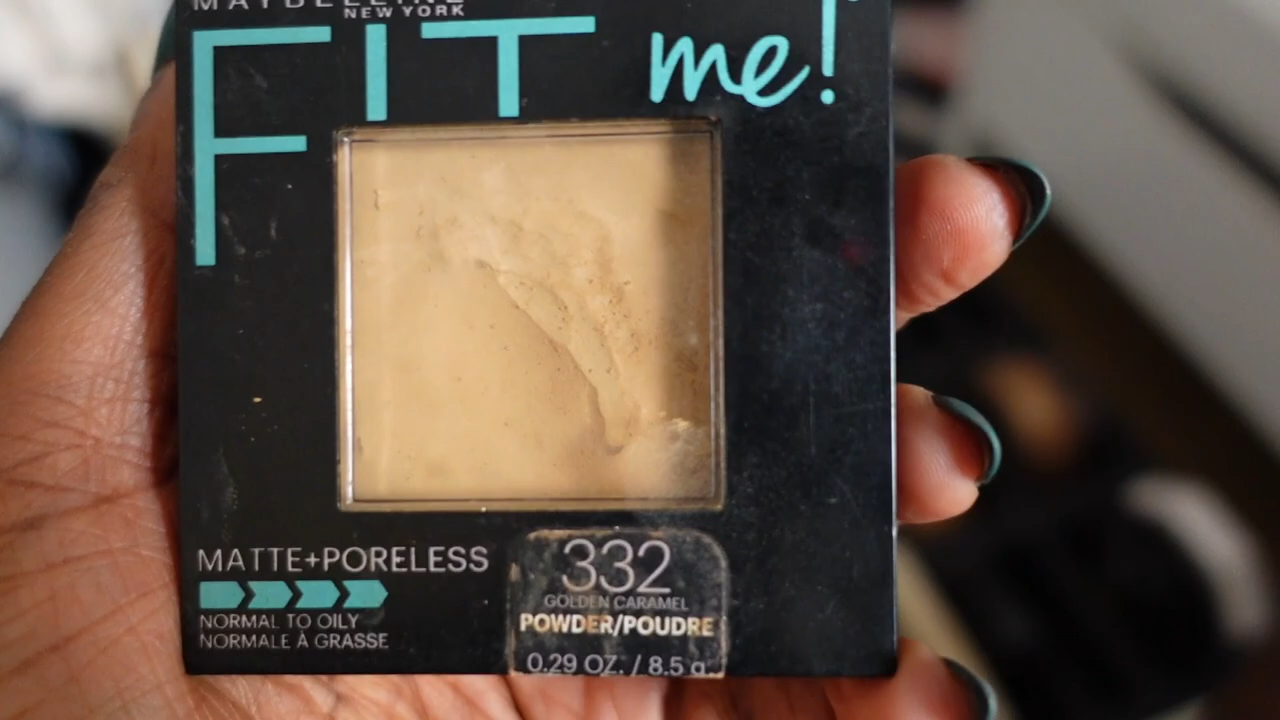 MAYBELLINE
NEW YORK
FIT me!
MATTE+PORELESS
NORMAL TO OILY
NORMALE À GRASSE
332
GOLDEN CARAMEL
POWDER/POUDRE
0.29 OZ. / 8.5 g